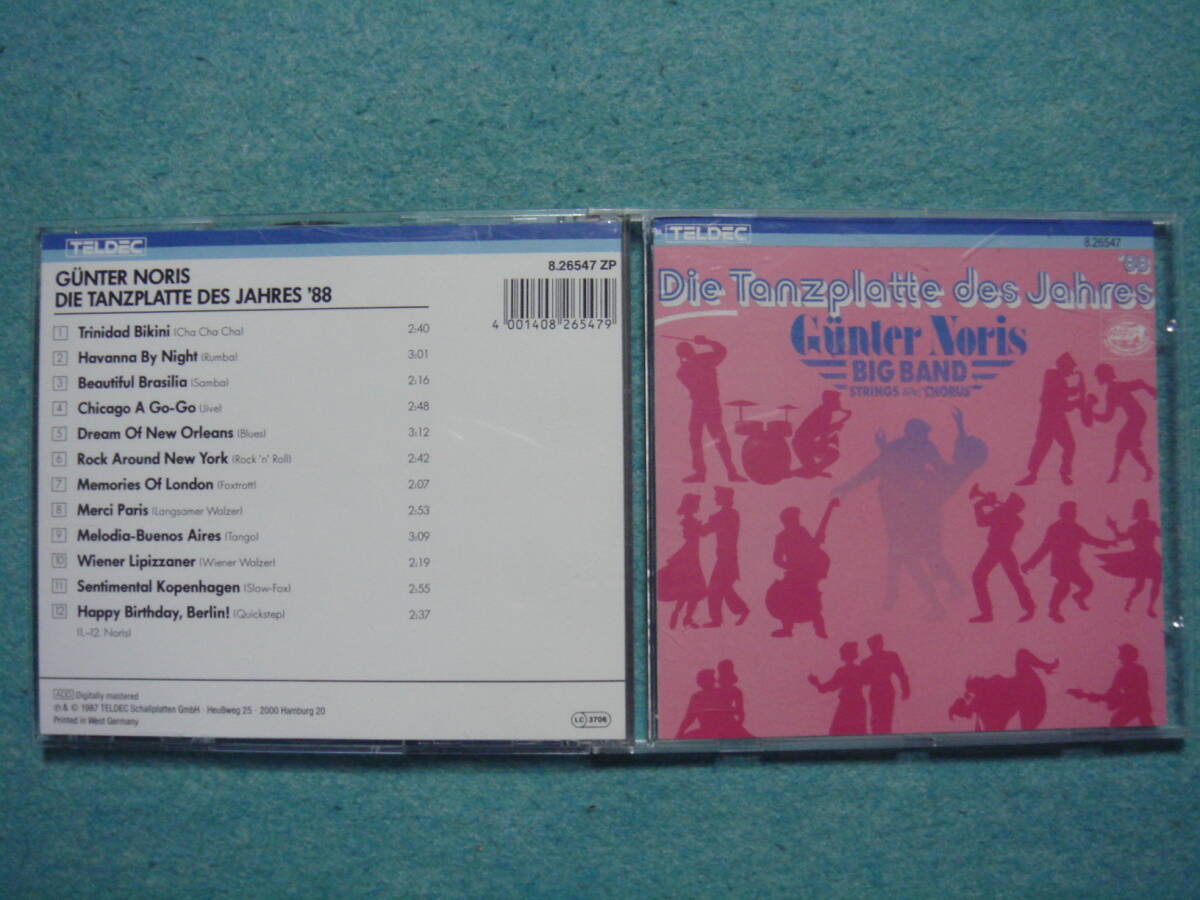 TELDEC
GÜNTER NORIS
DIE TANZPLATTE DES JAHRES '88
8.26547 ZP
4 001408 265479
1 Trinidad Bikini (Cha Cha Cha) 2:40
2 Havanna By Night (Rumba) 3:01
3 Beautiful Brasilia (Samba) 2:16
4 Chicago A Go-Go (Jive) 2:48
5 Dream Of New Orleans (Blues) 3:12
6 Rock Around New York (Rock 'n' Roll) 2:42
7 Memories Of London (Foxtrott) 2:07
8 Merci Paris (Langsamer Walzer) 2:53
9 Melodia-Buenos Aires (Tango) 3:09
10 Wiener Lipizzaner (Wiener Walzer) 2:19
11 Sentimental Kopenhagen (Slow-Fox) 2:55
12 Happy Birthday, Berlin! (Quickstep) 2:37
(1.–12. Noris)
ADD Digitally mastered
℗ & © 1987 TELDEC Schallplatten GmbH · Heußweg 25 · 2000 Hamburg 20
Printed in West Germany
LC 3706
TELDEC
8.26547
'88
Die Tanzplatte des Jahres
Günter Noris
BIG BAND
STRINGS AND CHORUS